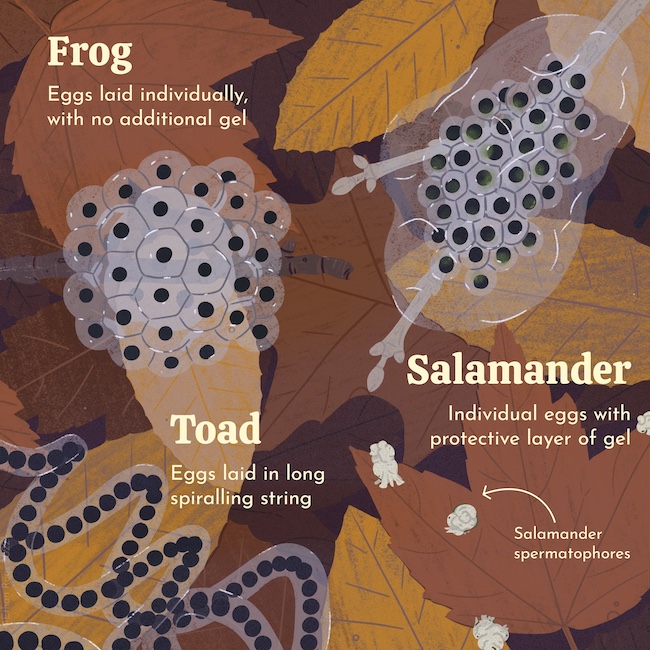 Frog
Eggs laid individually,
with no additional gel
Salamander
Individual eggs with
protective layer of gel
Toad
Eggs laid in long
spiralling string
Salamander
spermatophores